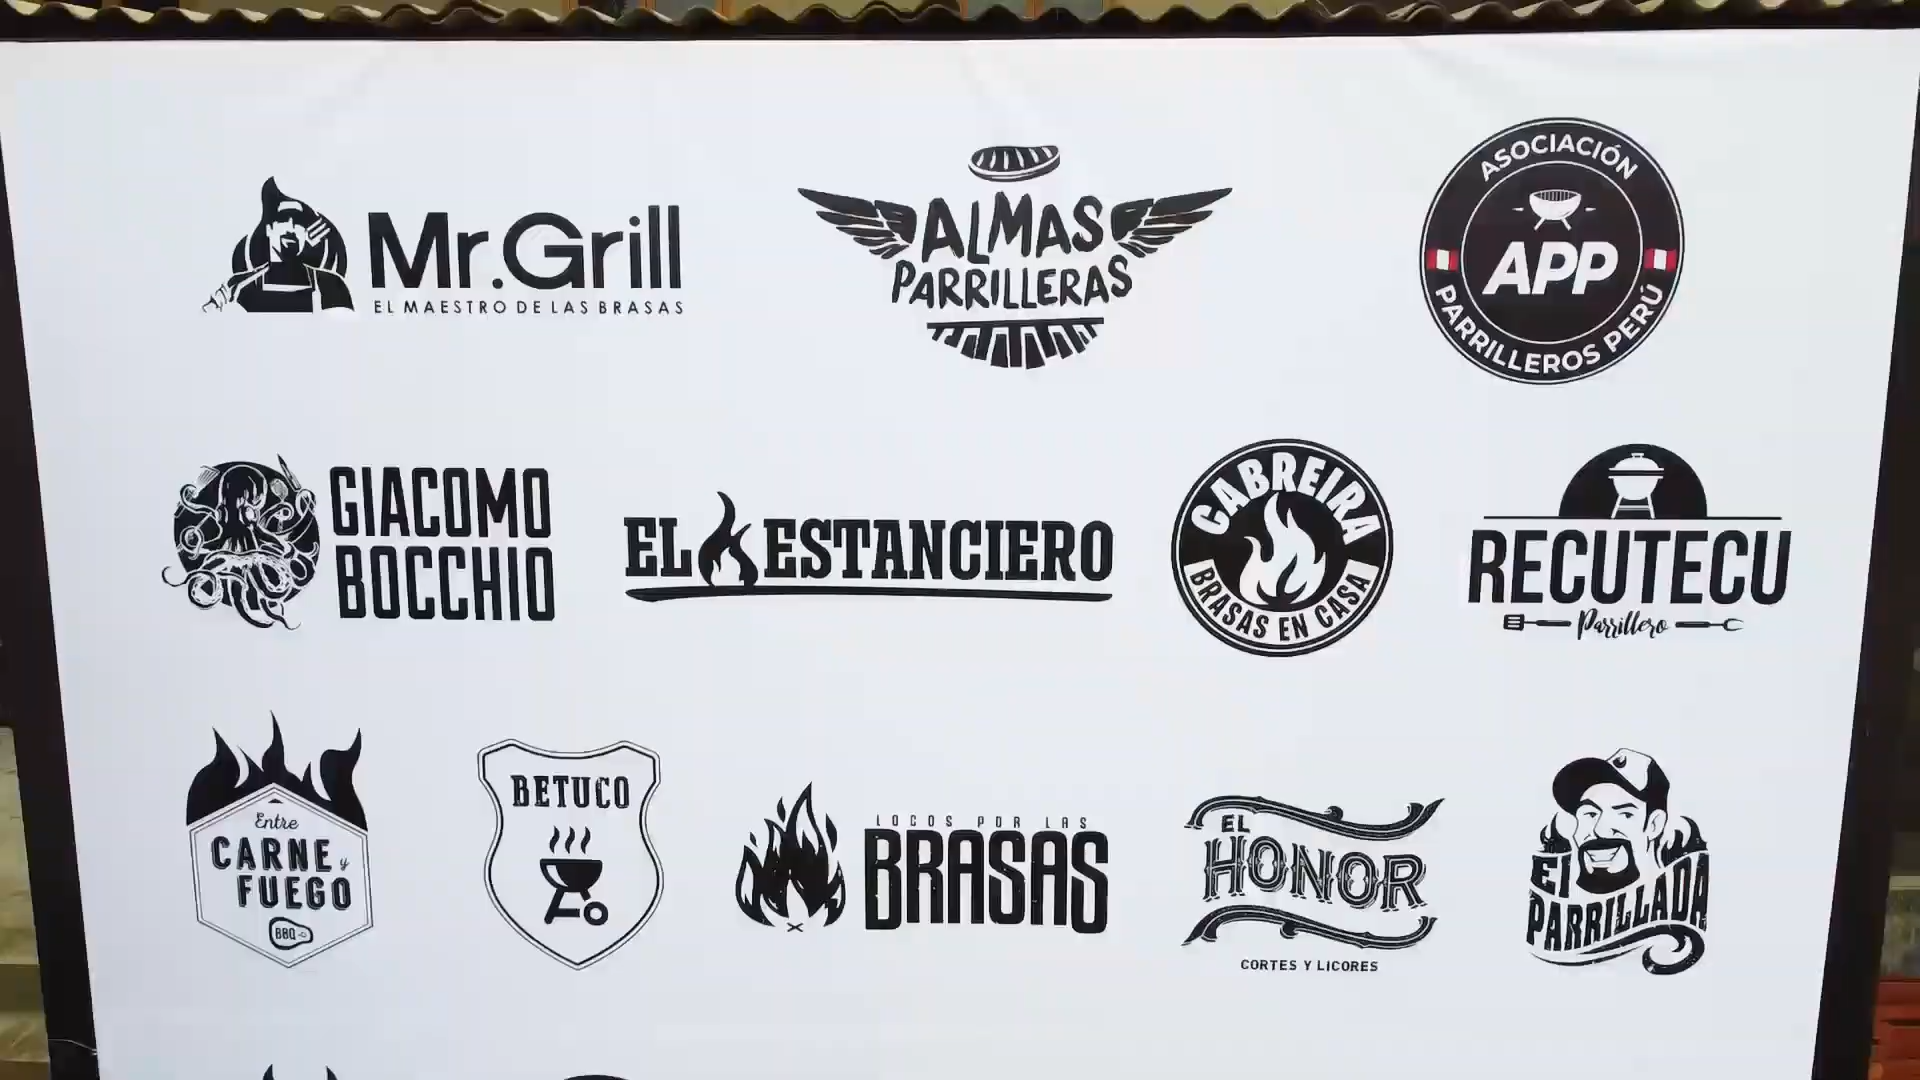 Mr.Grill
EL MAESTRO DE LAS BRASAS
ALMAS
PARRILLERAS
ASOCIACIÓN
APP
PARRILLEROS PERÚ
GIACOMO
BOCCHIO
EL ESTANCIERO
CABREIRA
BRASAS EN CASA
RECUTECU
Parrillero
Entre
CARNE y
FUEGO
BBQ
BETUCO
LOCOS POR LAS
BRASAS
EL
HONOR
CORTES Y LICORES
El
PARRILLADA